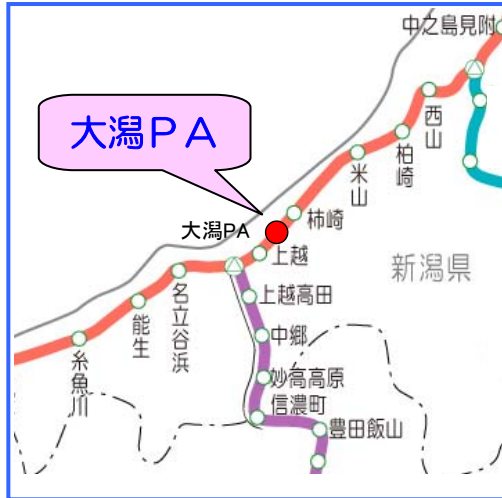 中之島見附
大潟ＰＡ
西山
柏崎
米山
柿崎
大潟PA
上越
新潟県
上越高田
名立谷浜
能生
糸魚川
中郷
妙高高原
信濃町
豊田飯山